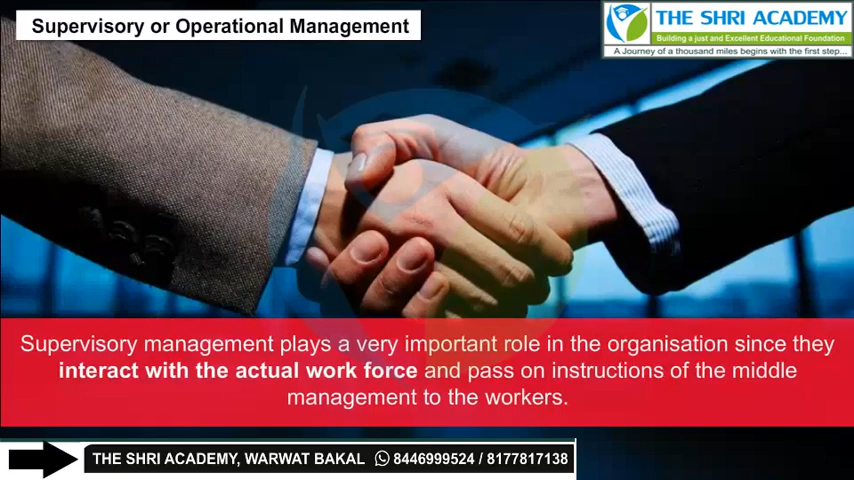 Supervisory or Operational Management
THE SHRI ACADEMY
Building a just and Excellent Educational Foundation
A Journey of a thousand miles begins with the first step...
Supervisory management plays a very important role in the organisation since they
interact with the actual work force and pass on instructions of the middle
management to the workers.
THE SHRI ACADEMY, WARWAT BAKAL 8446999524 / 8177817138